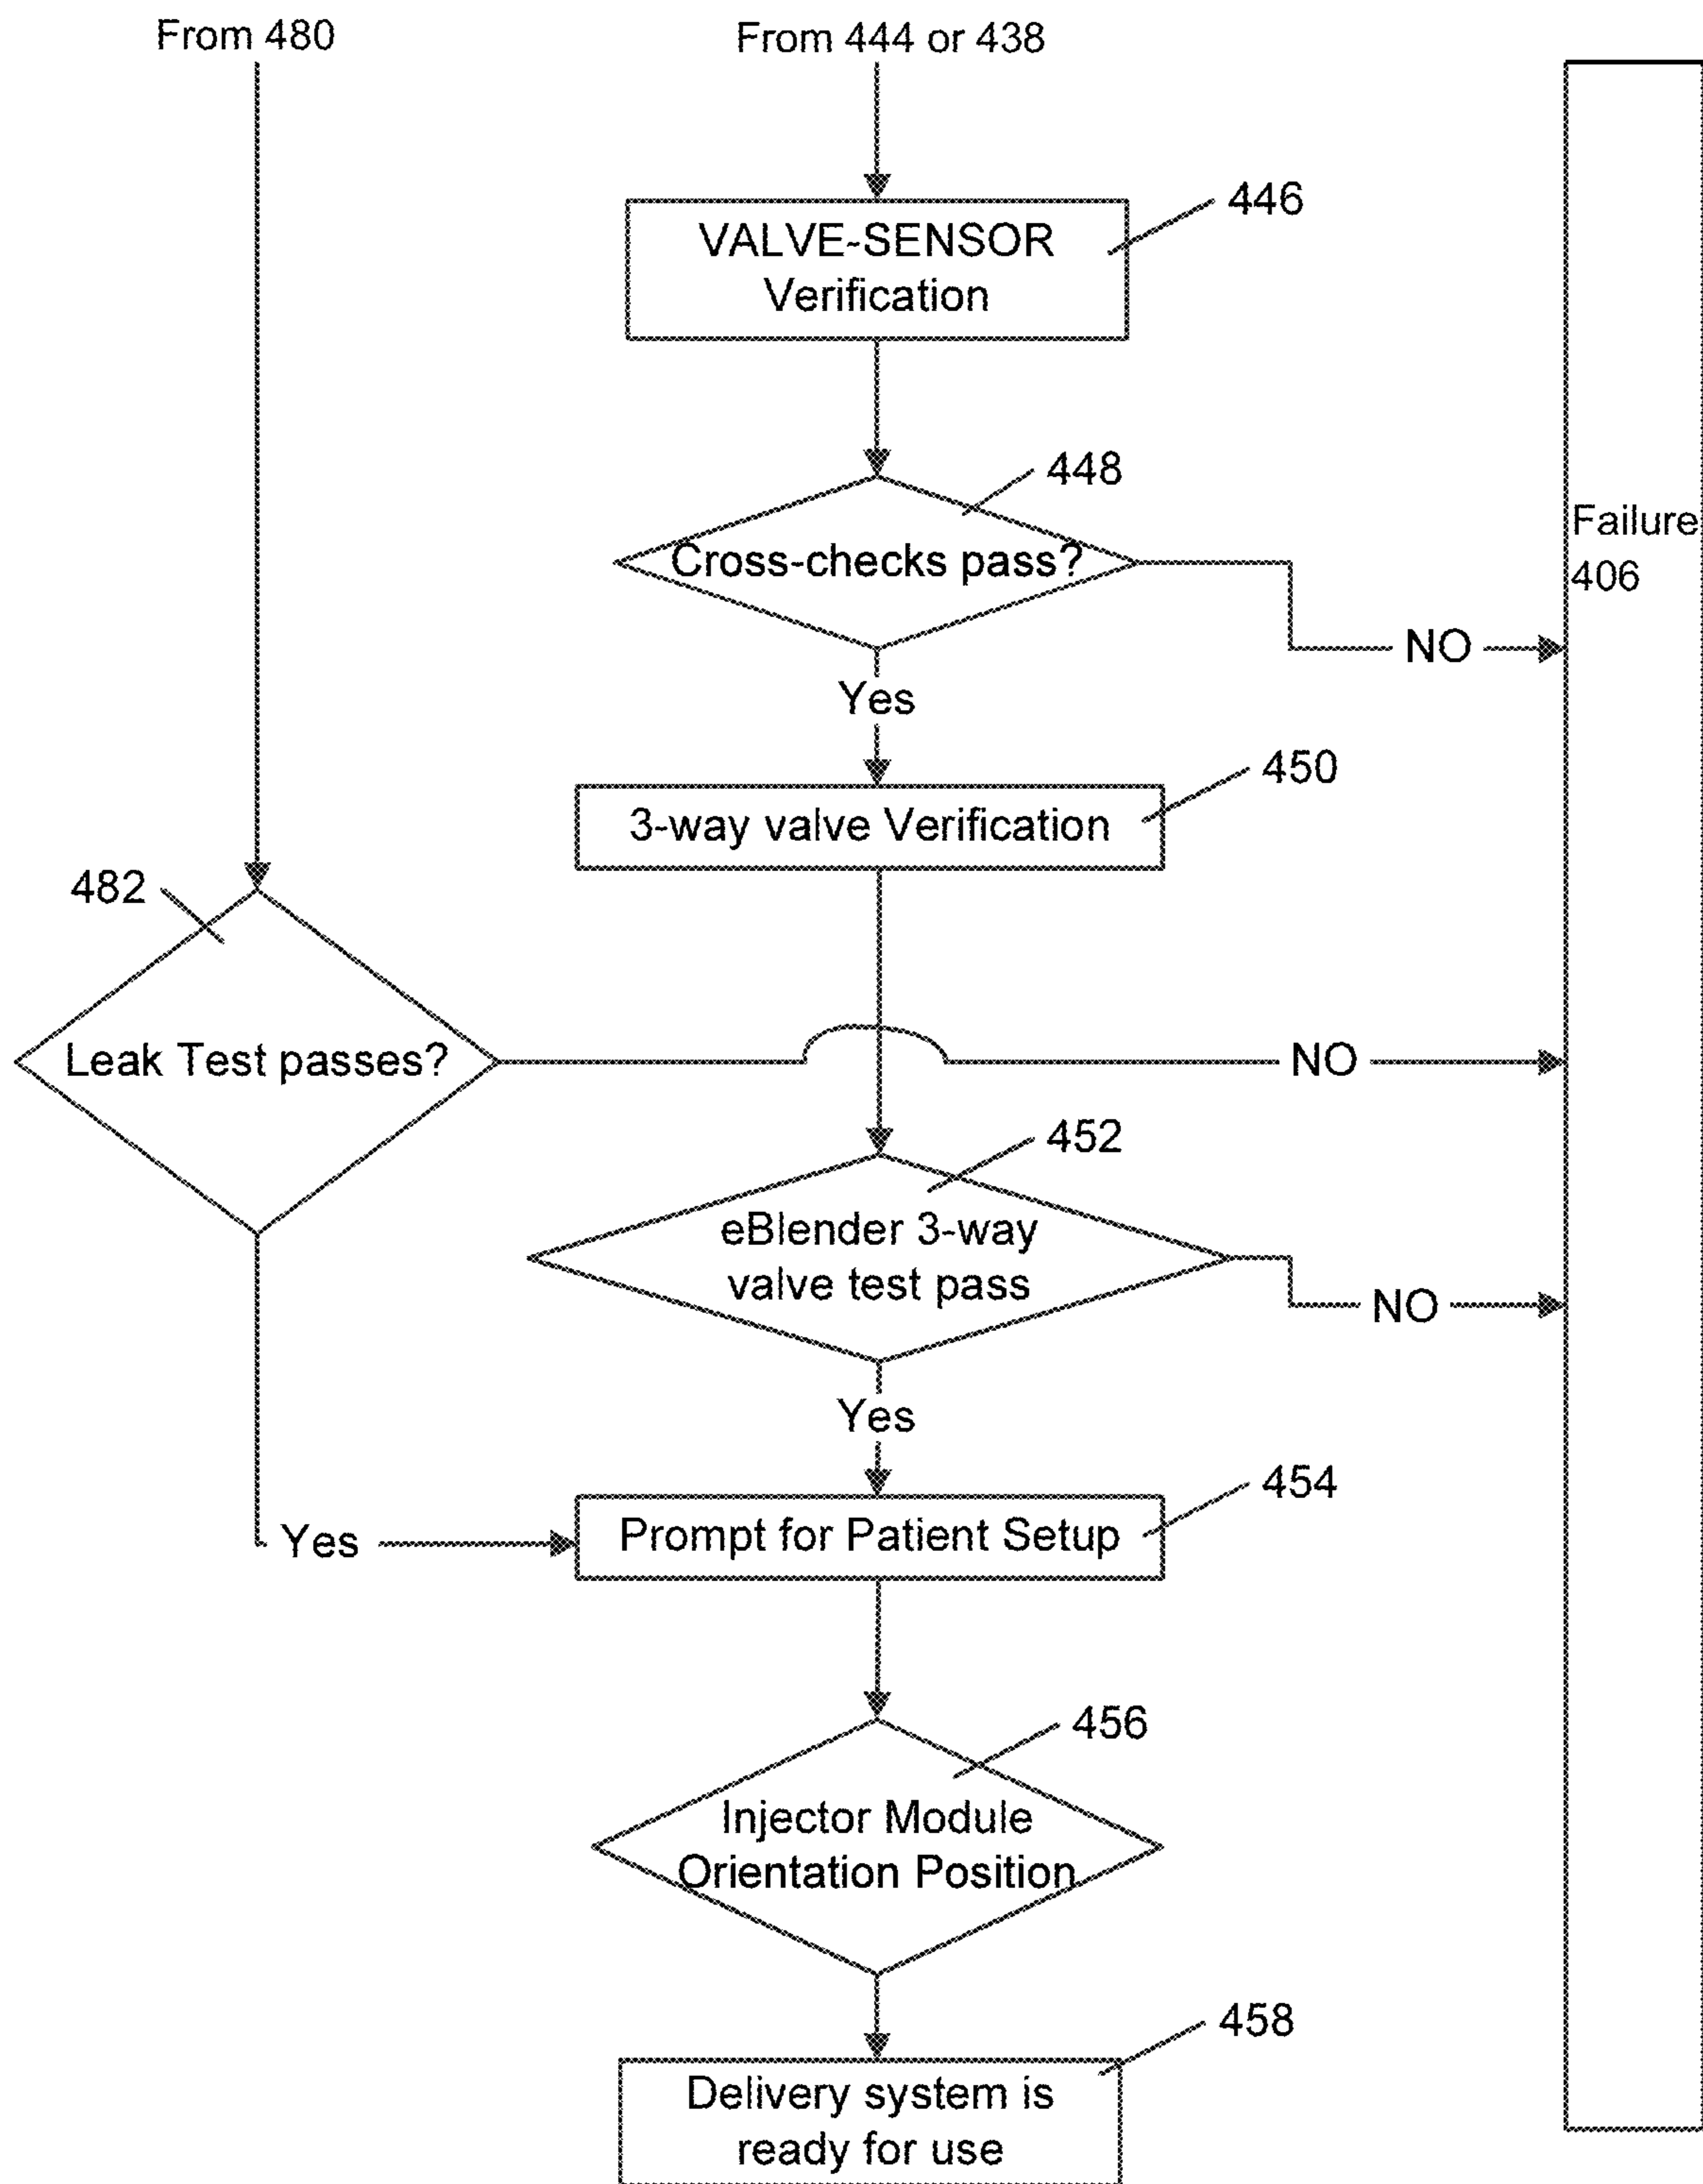 From 480
From 444 or 438
446
VALVE-SENSOR
Verification
448
Cross-checks pass?
Failure
406
NO
Yes
450
3-way valve Verification
482
Leak Test passes?
NO
452
eBlender 3-way
valve test pass
NO
Yes
454
Prompt for Patient Setup
Yes
456
Injector Module
Orientation Position
458
Delivery system is
ready for use